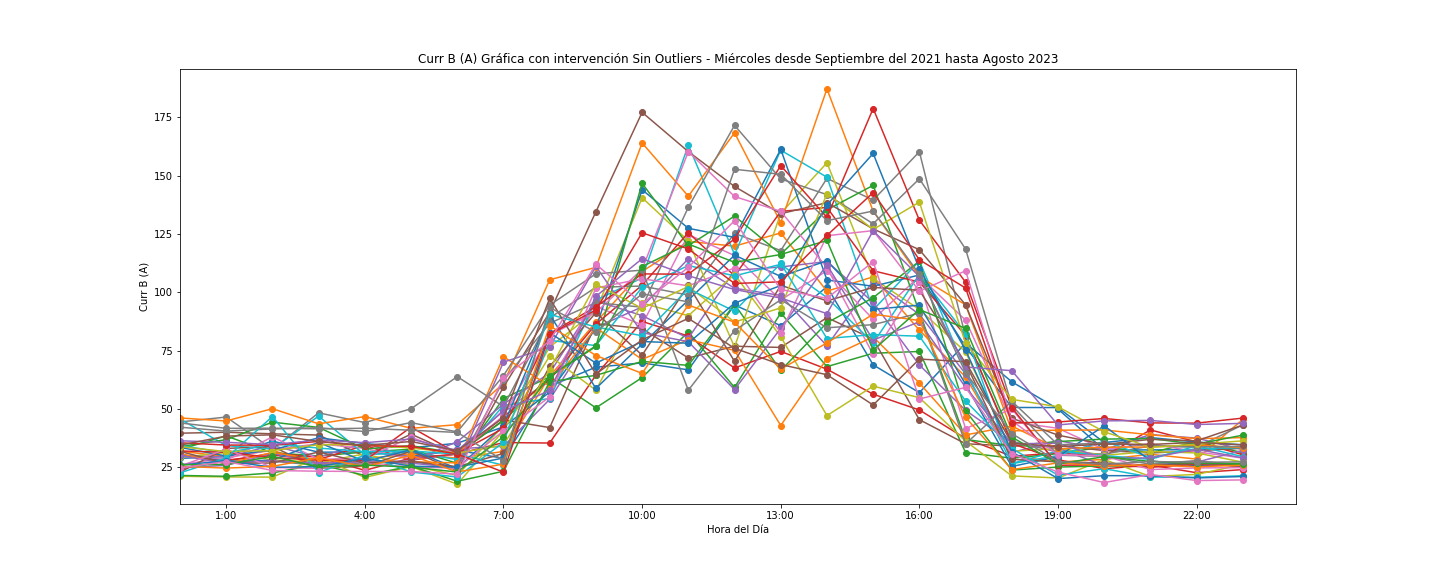 Curr B (A) Gráfica con intervención Sin Outliers - Miércoles desde Septiembre del 2021 hasta Agosto 2023
Curr B (A)
175
150
125
100
75
50
25
1:00 4:00 7:00 10:00 13:00 16:00 19:00 22:00
Hora del Día